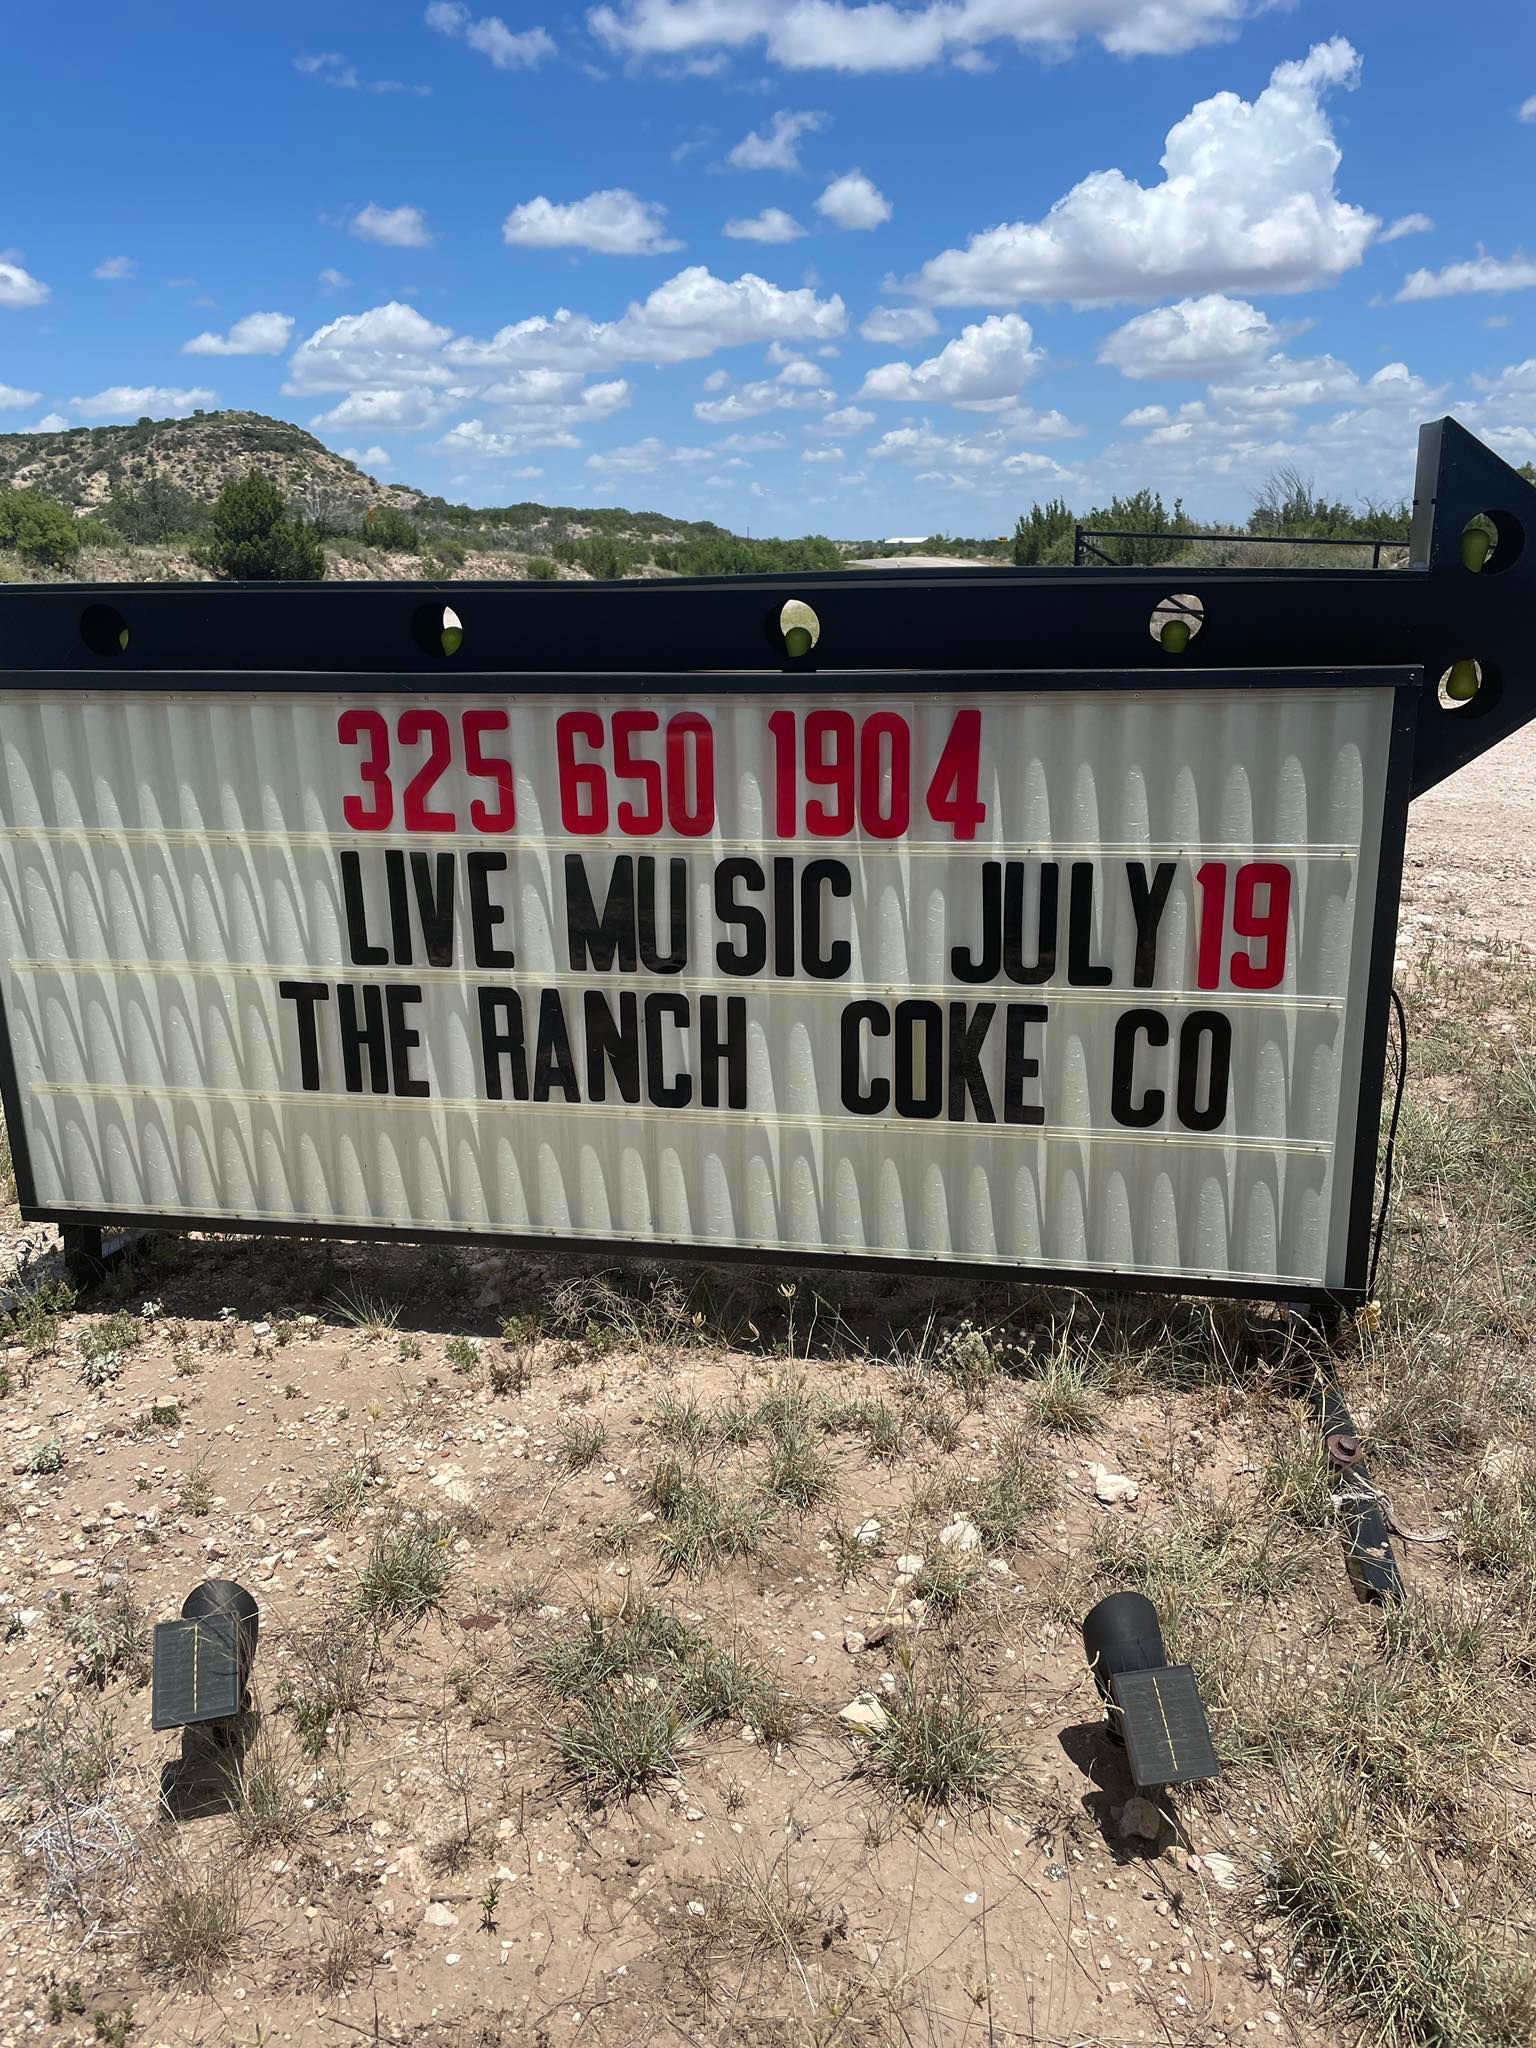 325 650 1904
LIVE MUSIC JULY 19
THE RANCH COKE CO